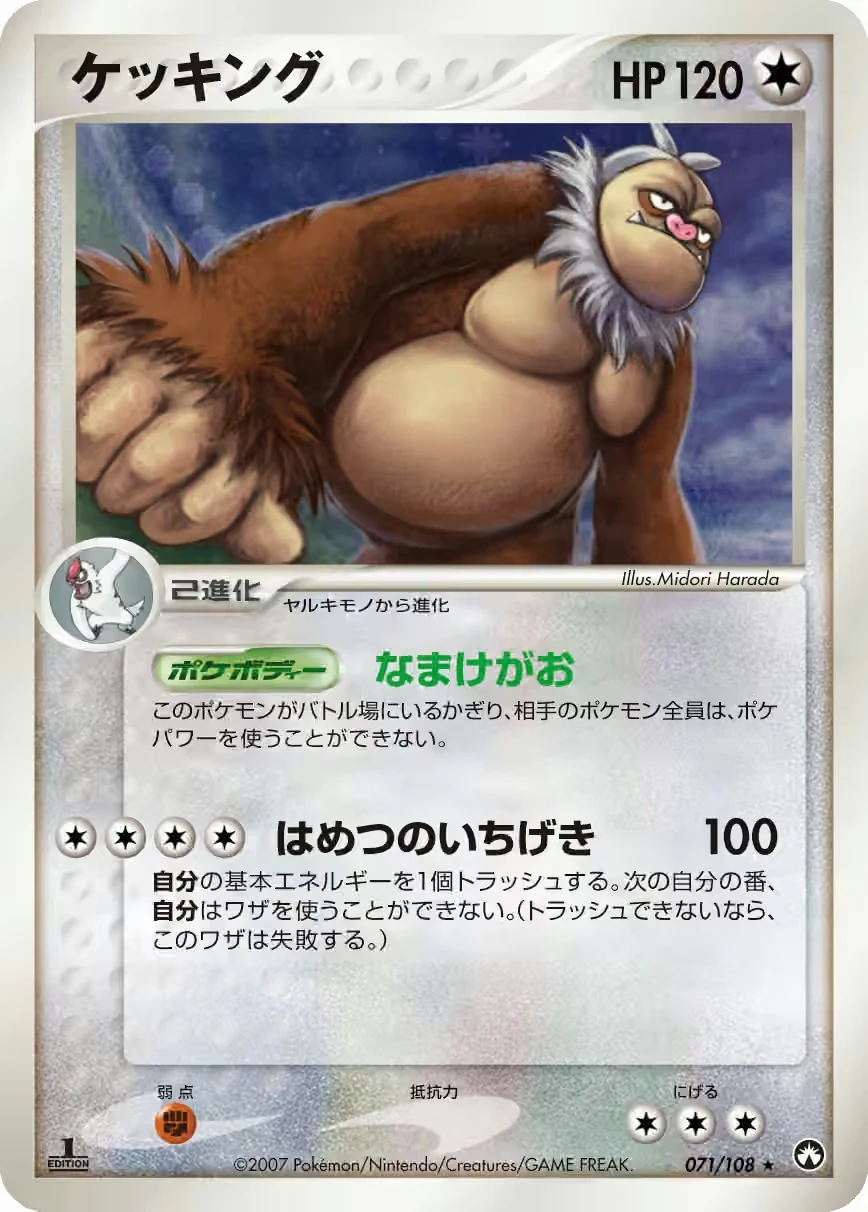 ケッキング HP 120
Illus.Midori Harada
2進化 ヤルキモノから進化
ポケボディー なまけがお
このポケモンがバトル場にいるかぎり、相手のポケモン全員は、ポケ
パワーを使うことができない。
はめつのいちげき 100
自分の基本エネルギーを1個トラッシュする。次の自分の番、
自分はワザを使うことができない。(トラッシュできないなら、
このワザは失敗する。)
弱点 抵抗力 にげる
1 EDITION
©2007 Pokémon/Nintendo/Creatures/GAME FREAK. 071/108 ★